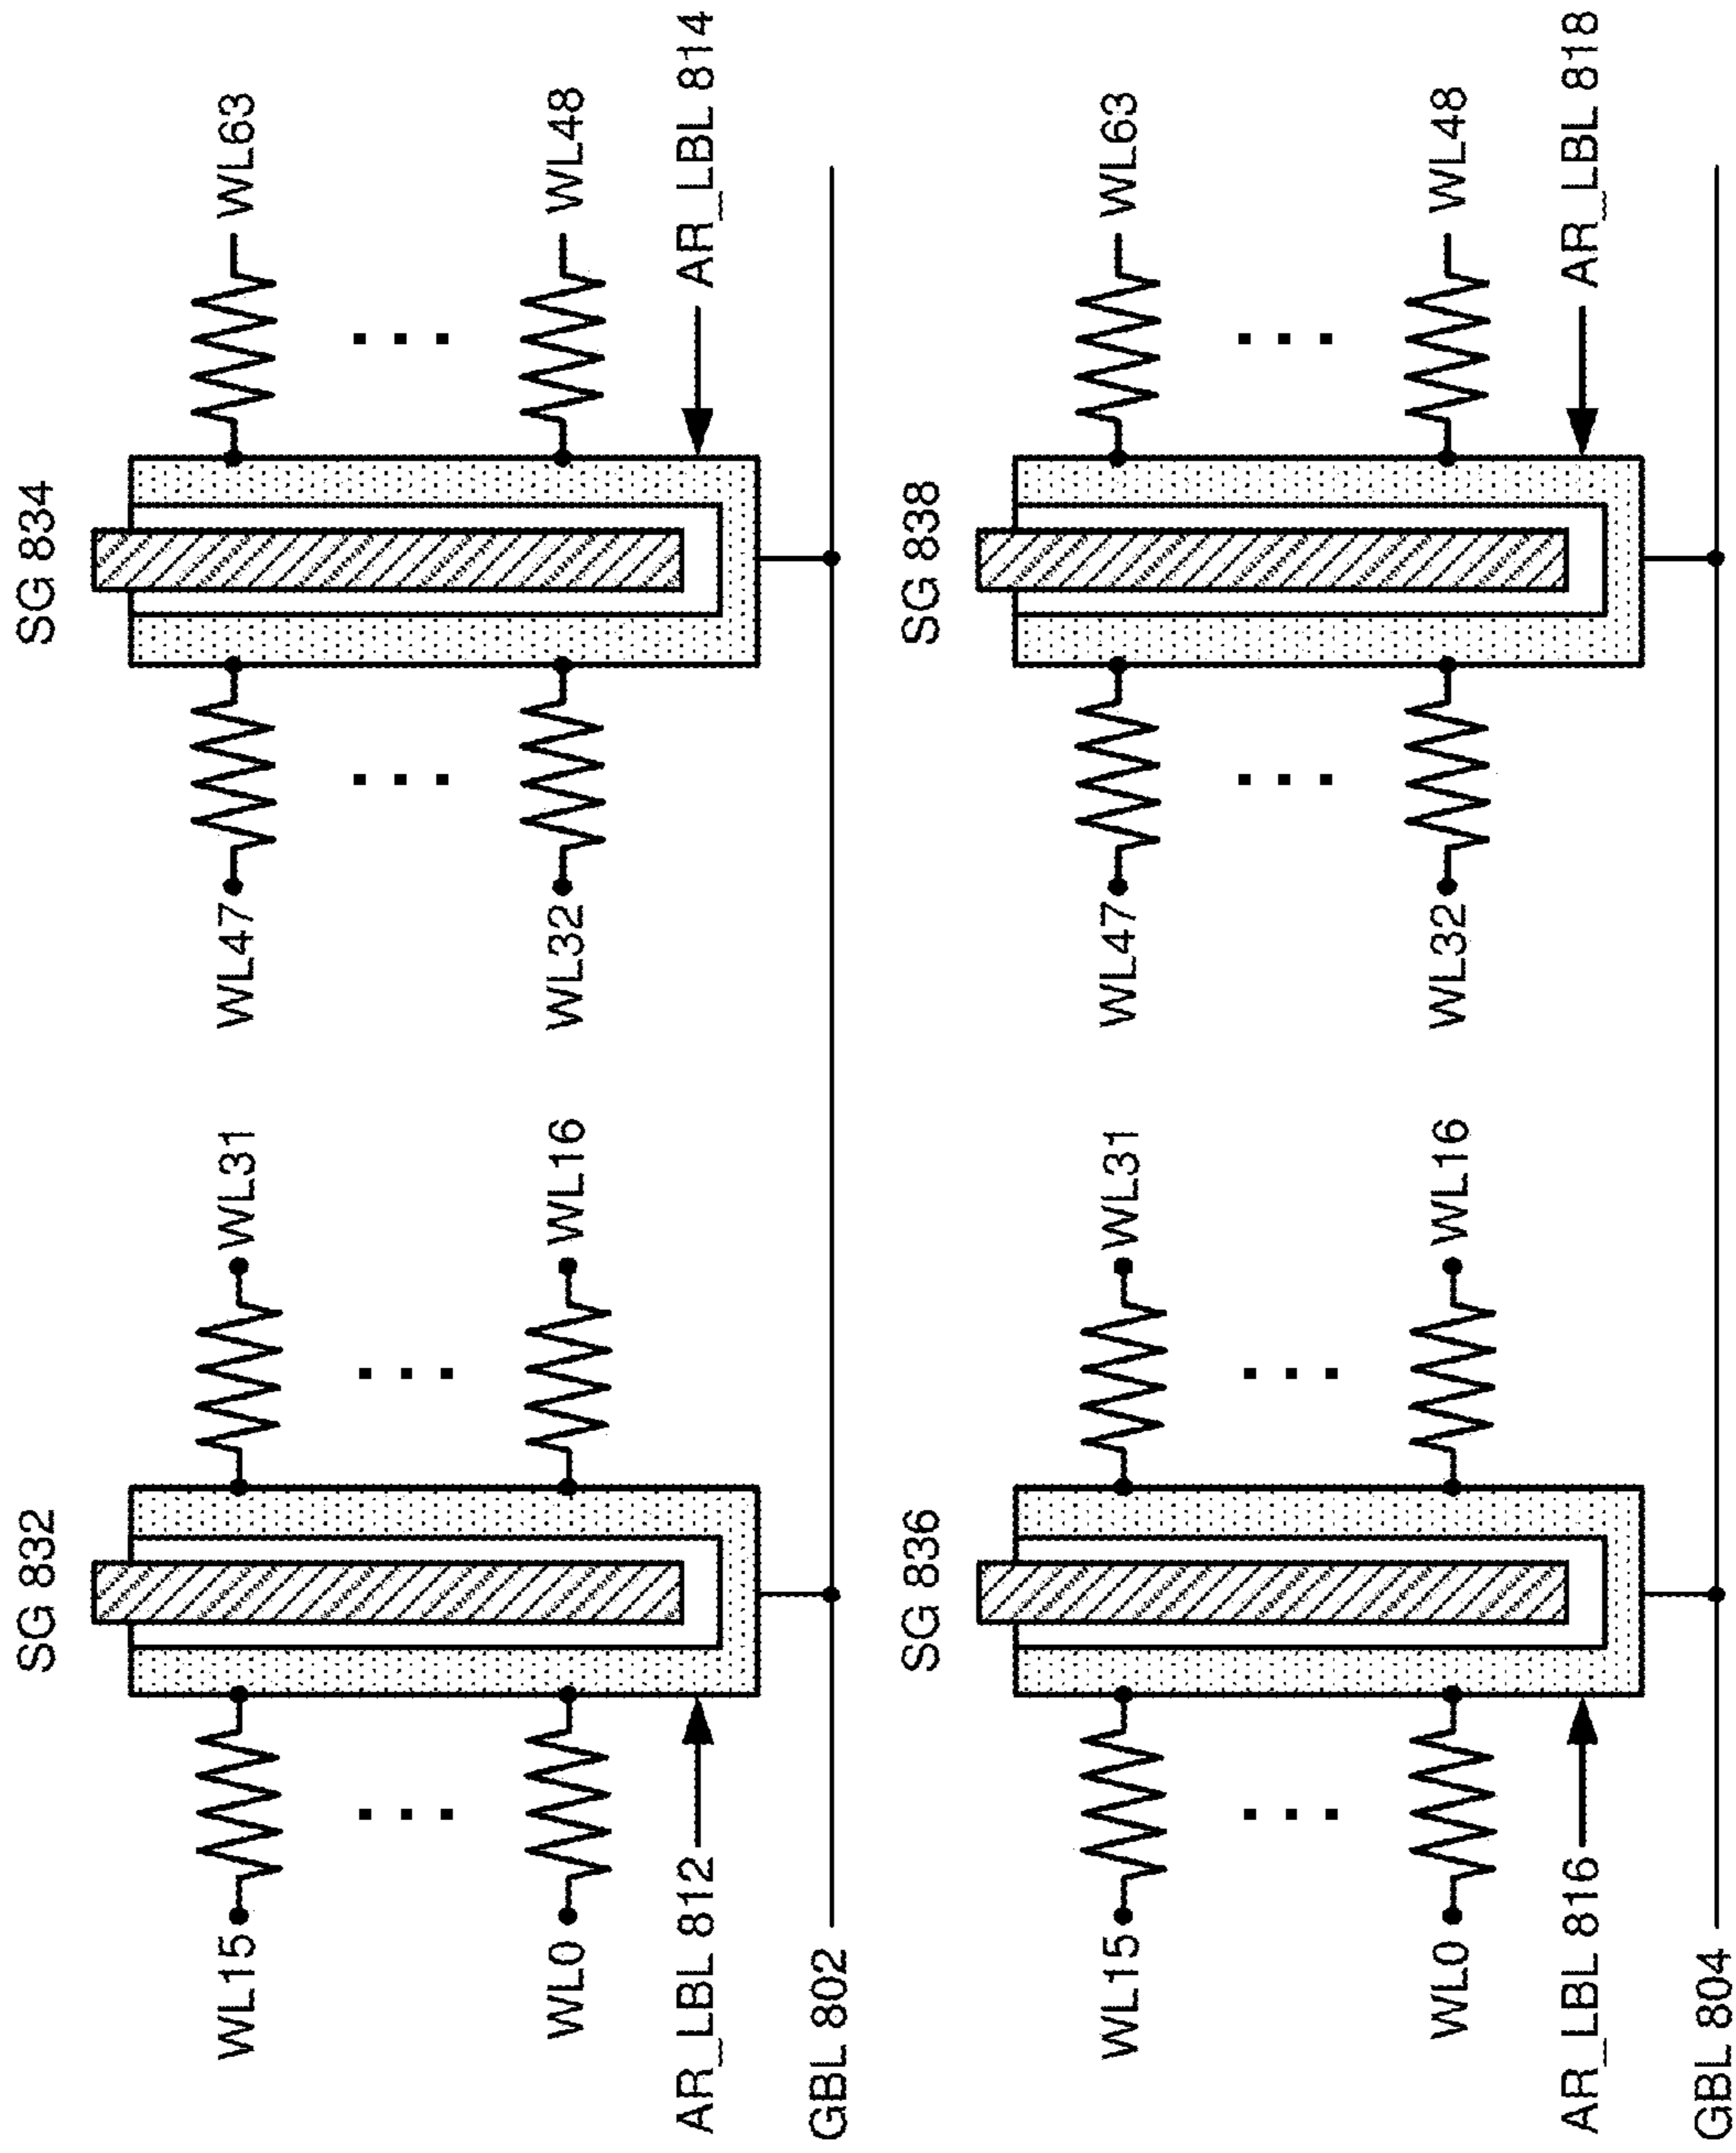 SG 832
SG 834
WL15
WL31
WL47
WL63
WL0
WL16
WL32
WL48
AR_LBL 812
AR_LBL 814
GBL 802
SG 836
SG 838
WL15
WL31
WL47
WL63
WL0
WL16
WL32
WL48
AR_LBL 816
AR_LBL 818
GBL 804